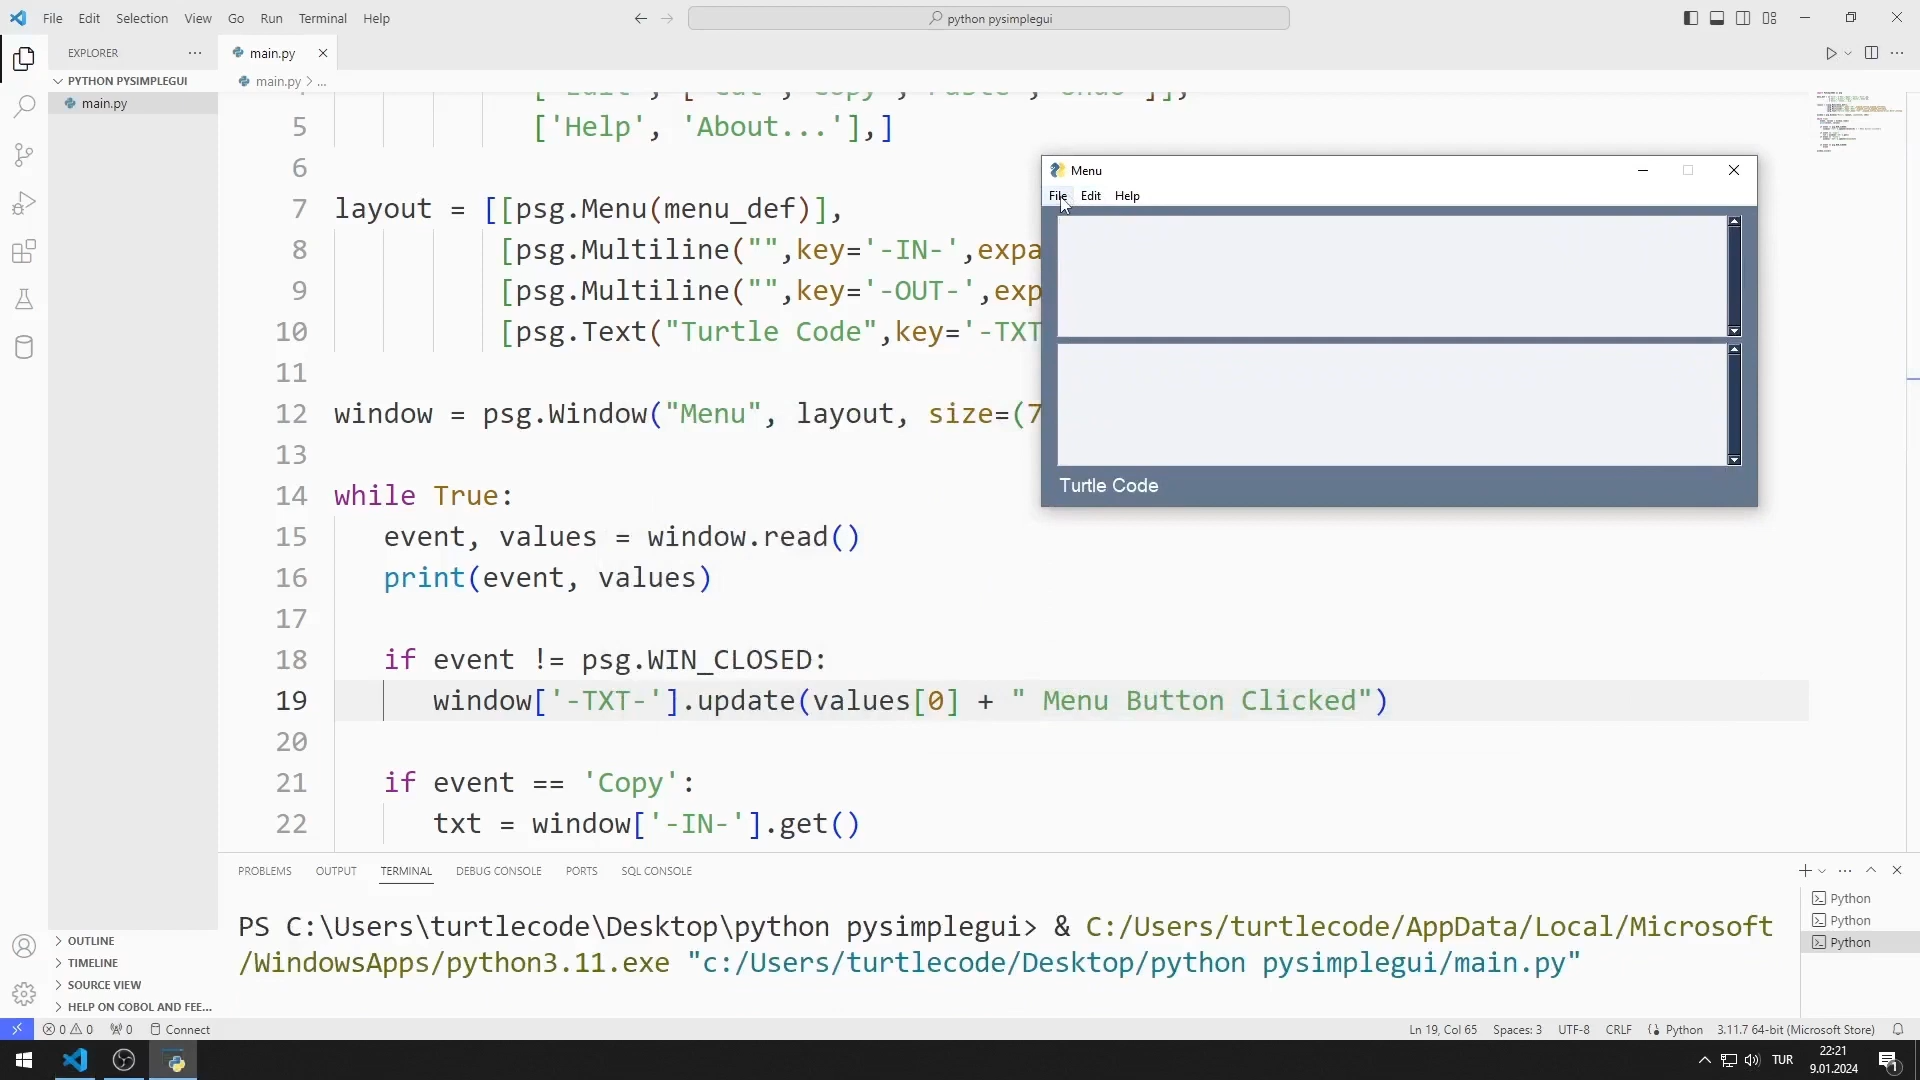 File Edit Selection View Go Run Terminal Help
python pysimplegui
EXPLORER
PYTHON PYSIMPLEGUI
main.py
OUTLINE
TIMELINE
SOURCE VIEW
HELP ON COBOL AND FEE...
main.py
main.py > ...
5 ['Help', 'About...'],]
6
7 layout = [[psg.Menu(menu_def)],
8 [psg.Multiline("",key='-IN-',expa
9 [psg.Multiline("",key='-OUT-',exp
10 [psg.Text("Turtle Code",key='-TXT
11
12 window = psg.Window("Menu", layout, size=(7
13
14 while True:
15 event, values = window.read()
16 print(event, values)
17
18 if event != psg.WIN_CLOSED:
19 window['-TXT-'].update(values[0] + " Menu Button Clicked")
20
21 if event == 'Copy':
22 txt = window['-IN-'].get()
Menu
File Edit Help
Turtle Code
PROBLEMS OUTPUT TERMINAL DEBUG CONSOLE PORTS SQL CONSOLE
PS C:\Users\turtlecode\Desktop\python pysimplegui> & C:/Users/turtlecode/AppData/Local/Microsoft
/WindowsApps/python3.11.exe "c:/Users/turtlecode/Desktop/python pysimplegui/main.py"
Python
Python
Python
0 0 0 Connect
Ln 19, Col 65 Spaces: 3 UTF-8 CRLF Python 3.11.7 64-bit (Microsoft Store)
TUR
22:21
9.01.2024
1